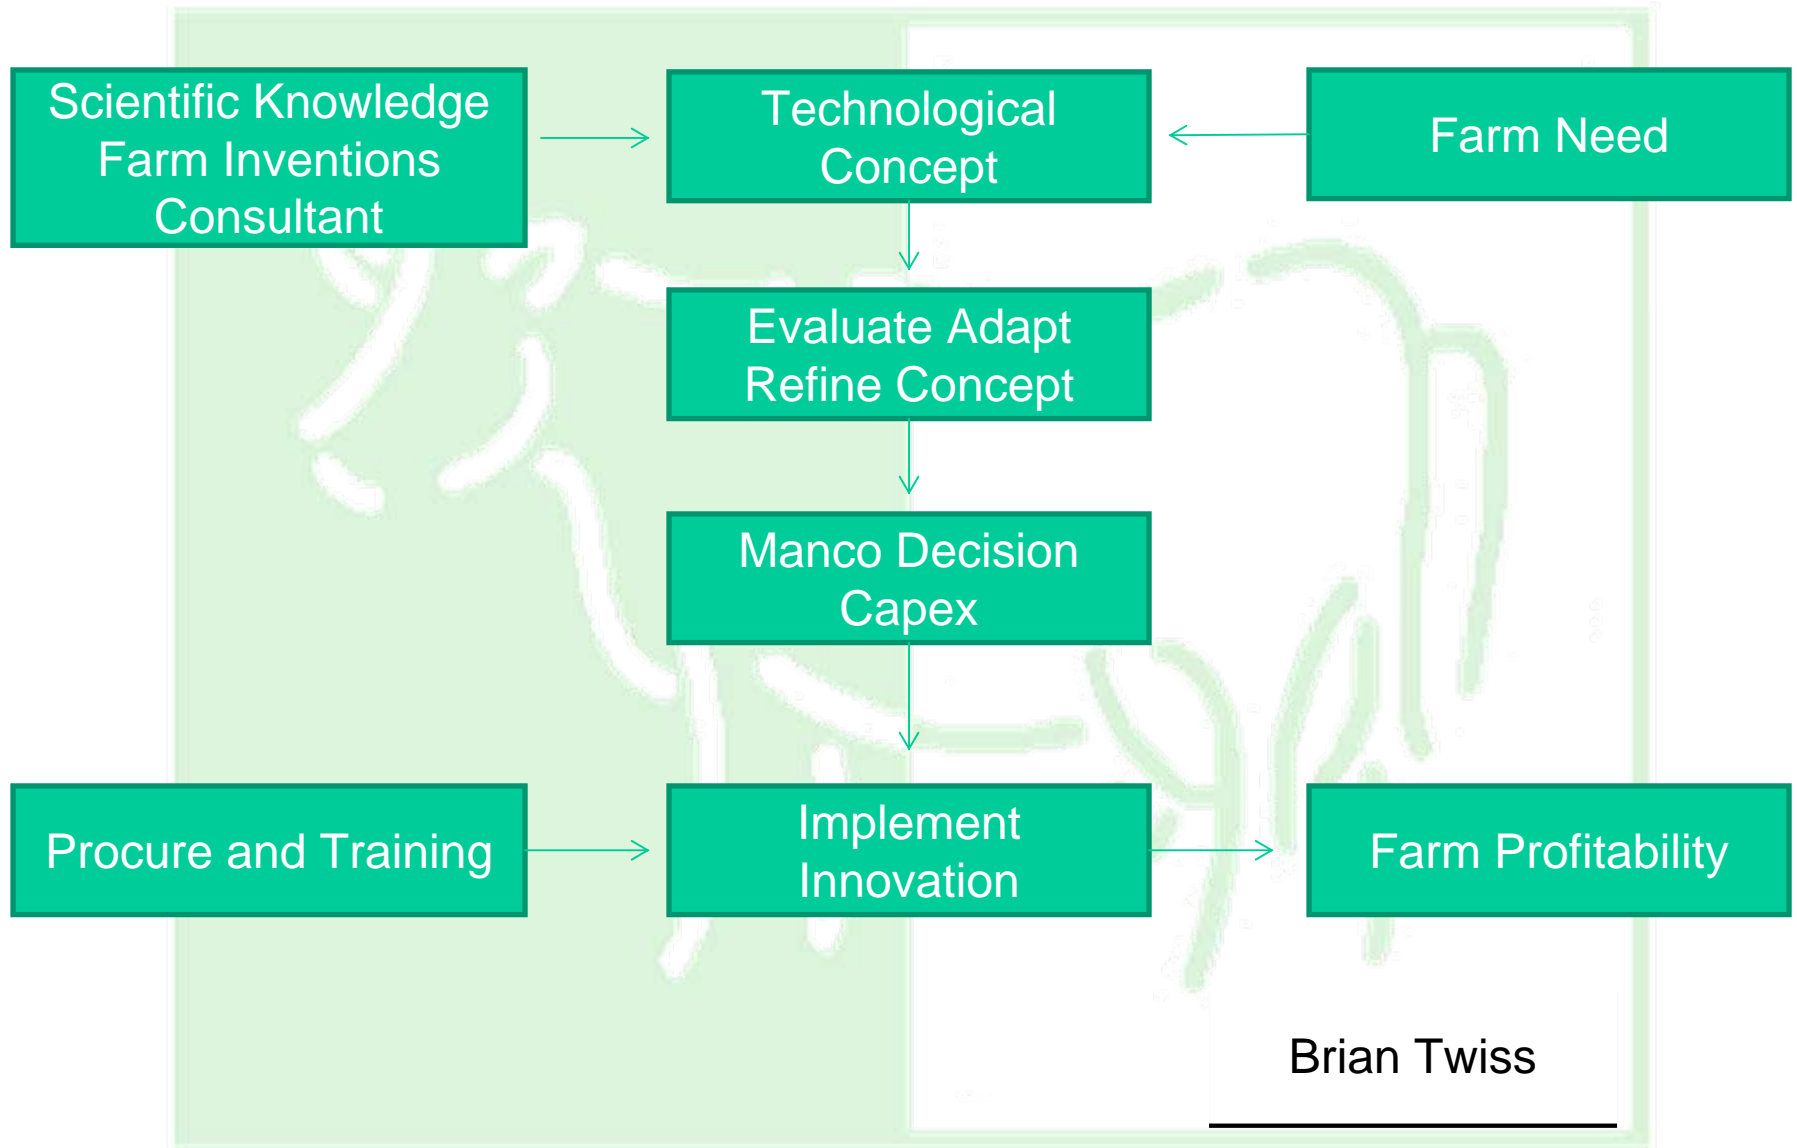 Scientific Knowledge
Farm Inventions
Consultant
Technological
Concept
Farm Need
Evaluate Adapt
Refine Concept
Manco Decision
Capex
Procure and Training
Implement
Innovation
Farm Profitability
Brian Twiss